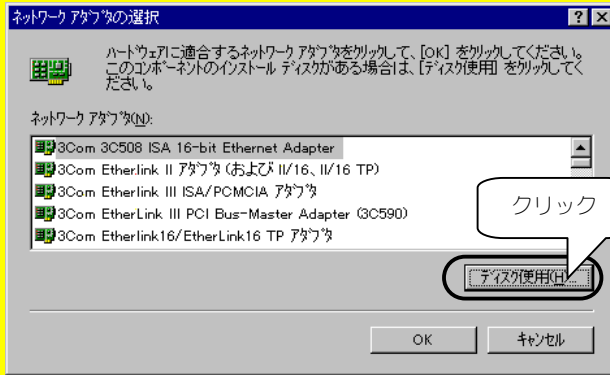 ネットワーク アダプタの選択
ハードウェアに適合するネットワーク アダプタをクリックして、[OK] をクリックしてください。
このコンポーネントのインストール ディスクがある場合は、[ディスク使用] をクリックしてく
ださい。
ネットワーク アダプタ(N):
3Com 3C508 ISA 16-bit Ethernet Adapter
3Com Etherlink II アダプタ (および II/16、II/16 TP)
3Com Etherlink III ISA/PCMCIA アダプタ
3Com EtherLink III PCI Bus-Master Adapter (3C590)
3Com Etherlink16/EtherLink16 TP アダプタ
クリック
ディスク使用(H)...
OK
キャンセル